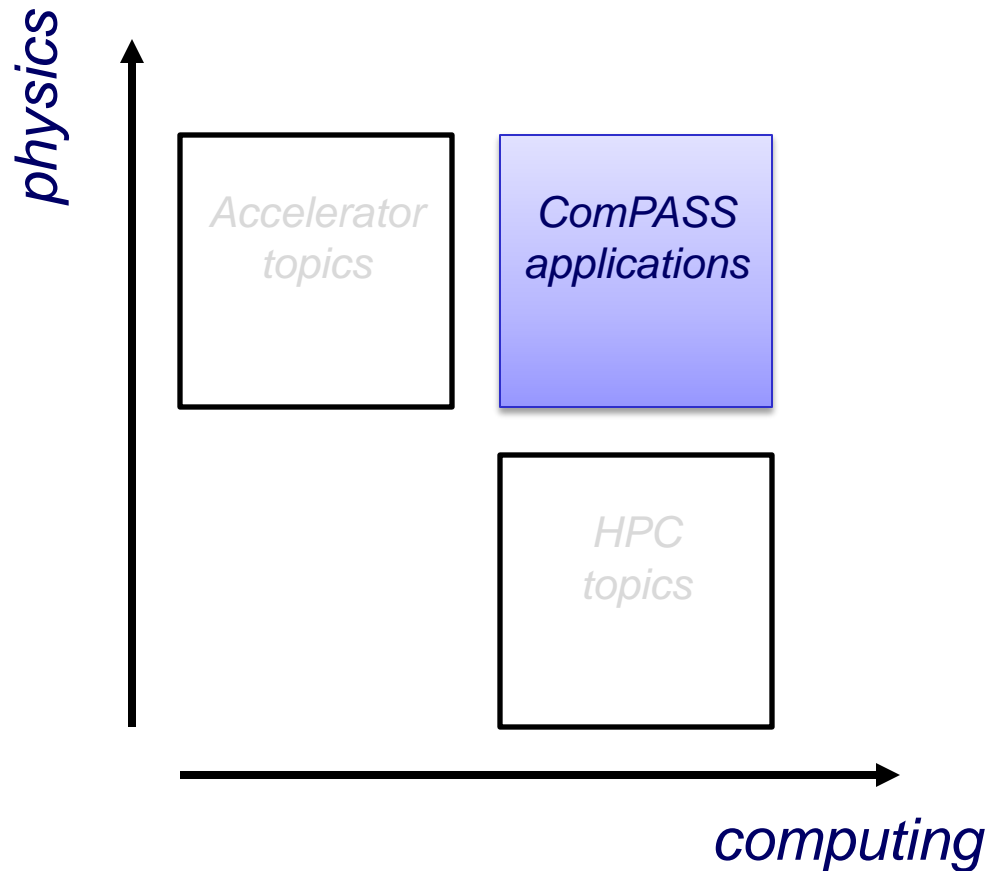 physics
Accelerator
topics
ComPASS
applications
HPC
topics
computing